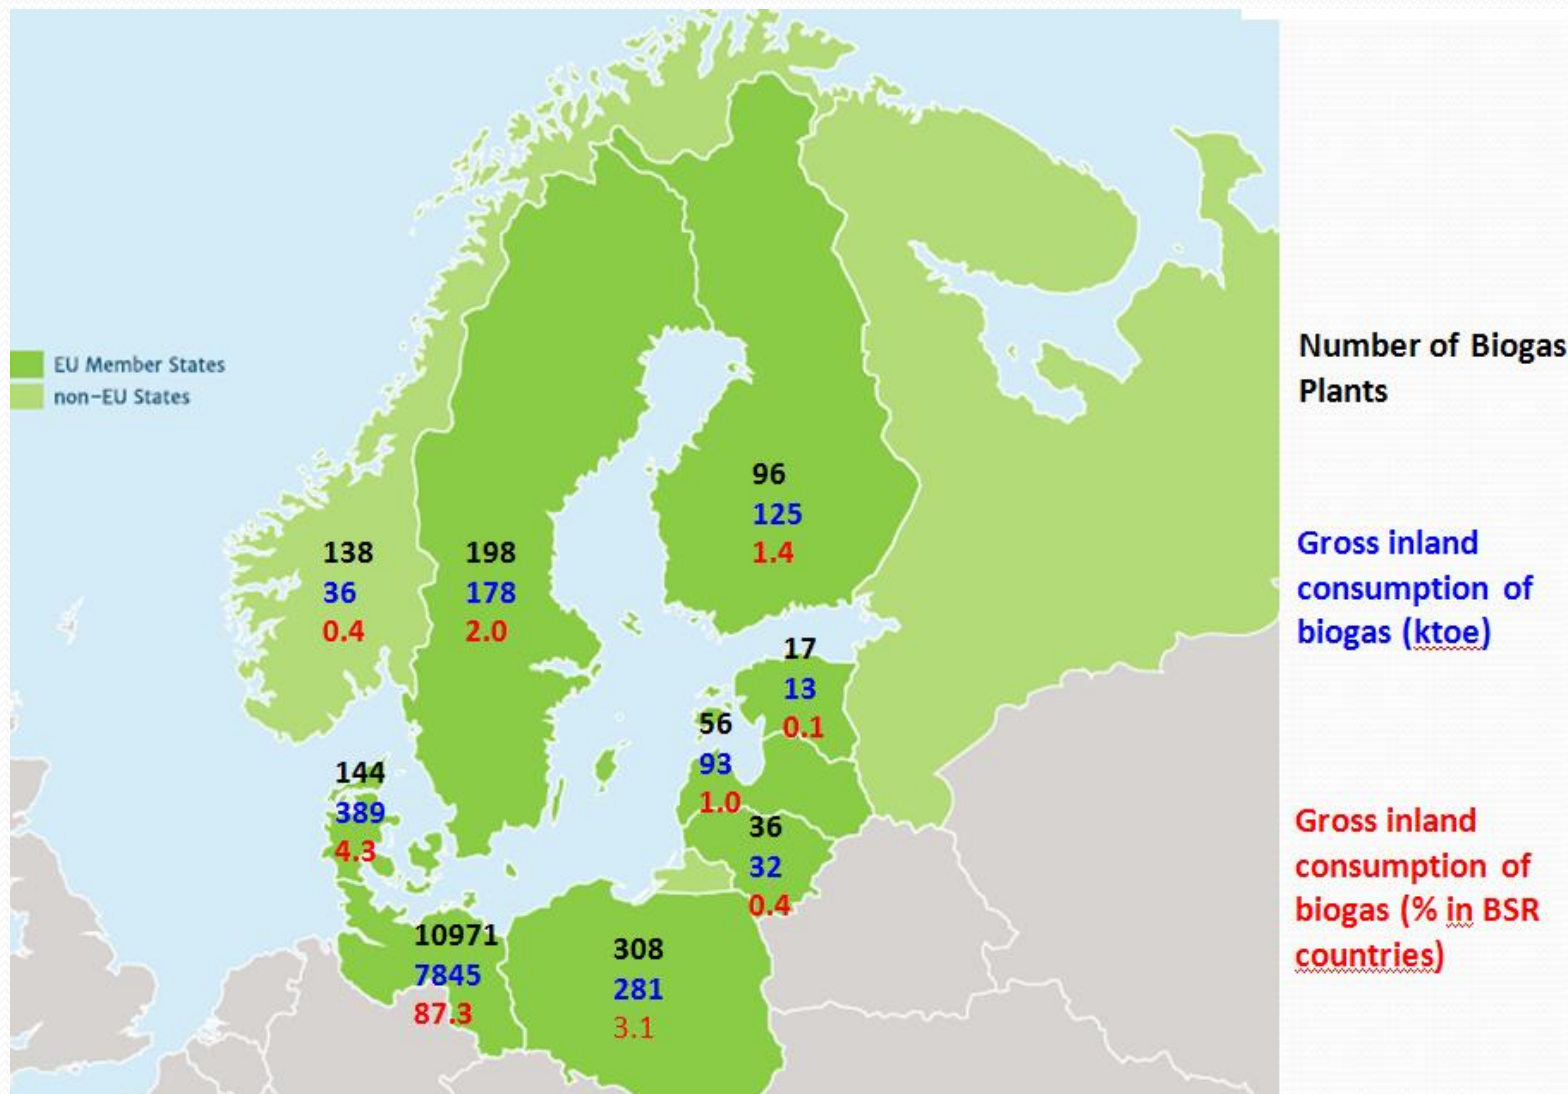 EU Member States
non-EU States
96
125
1.4
138
36
0.4
198
178
2.0
17
13
0.1
56
93
1.0
144
389
4.3
36
32
0.4
10971
7845
87.3
308
281
3.1
Number of Biogas
Plants
Gross inland
consumption of
biogas (ktoe)
Gross inland
consumption of
biogas (% in BSR
countries)